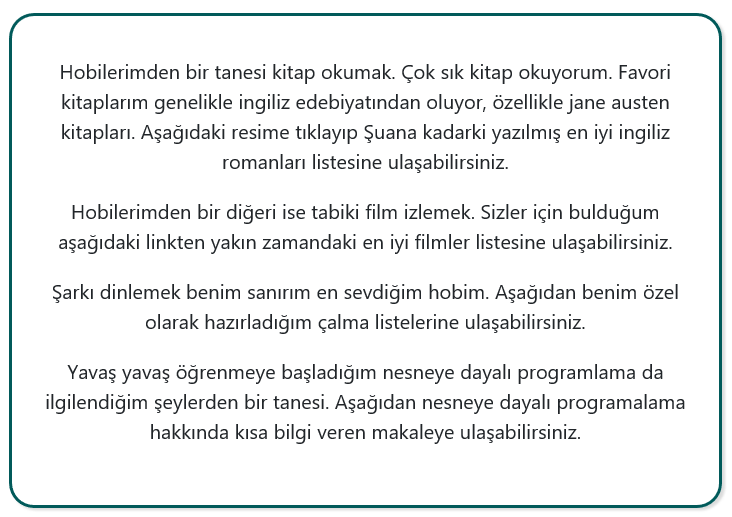 Hobilerimden bir tanesi kitap okumak. Çok sık kitap okuyorum. Favori
kitaplarım genelikle ingiliz edebiyatından oluyor, özellikle jane austen
kitapları. Aşağıdaki resime tıklayıp Şuana kadarki yazılmış en iyi ingiliz
romanları listesine ulaşabilirsiniz.
Hobilerimden bir diğeri ise tabiki film izlemek. Sizler için bulduğum
aşağıdaki linkten yakın zamandaki en iyi filmler listesine ulaşabilirsiniz.
Şarkı dinlemek benim sanırım en sevdiğim hobim. Aşağıdan benim özel
olarak hazırladığım çalma listelerine ulaşabilirsiniz.
Yavaş yavaş öğrenmeye başladığım nesneye dayalı programlama da
ilgilendiğim şeylerden bir tanesi. Aşağıdan nesneye dayalı programalama
hakkında kısa bilgi veren makaleye ulaşabilirsiniz.